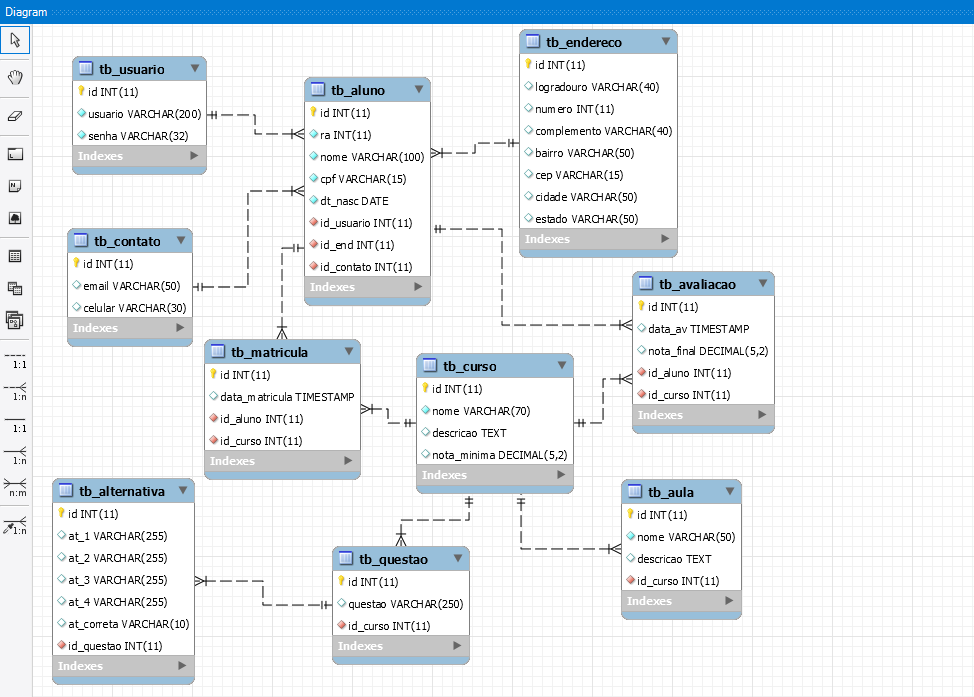 Diagram
tb_usuario
id INT(11)
usuario VARCHAR(200)
senha VARCHAR(32)
Indexes
tb_aluno
id INT(11)
ra INT(11)
nome VARCHAR(100)
cpf VARCHAR(15)
dt_nasc DATE
id_usuario INT(11)
id_end INT(11)
id_contato INT(11)
Indexes
tb_endereco
id INT(11)
logradouro VARCHAR(40)
numero INT(11)
complemento VARCHAR(40)
bairro VARCHAR(50)
cep VARCHAR(15)
cidade VARCHAR(50)
estado VARCHAR(50)
Indexes
tb_contato
id INT(11)
email VARCHAR(50)
celular VARCHAR(30)
Indexes
tb_avaliacao
id INT(11)
data_av TIMESTAMP
nota_final DECIMAL(5,2)
id_aluno INT(11)
id_curso INT(11)
Indexes
tb_matricula
id INT(11)
data_matricula TIMESTAMP
id_aluno INT(11)
id_curso INT(11)
Indexes
tb_curso
id INT(11)
nome VARCHAR(70)
descricao TEXT
nota_minima DECIMAL(5,2)
Indexes
tb_alternativa
id INT(11)
at_1 VARCHAR(255)
at_2 VARCHAR(255)
at_3 VARCHAR(255)
at_4 VARCHAR(255)
at_correta VARCHAR(10)
id_questao INT(11)
Indexes
tb_questao
id INT(11)
questao VARCHAR(250)
id_curso INT(11)
Indexes
tb_aula
id INT(11)
nome VARCHAR(50)
descricao TEXT
id_curso INT(11)
Indexes
1:1
1:n
1:1
1:n
n:m
1:n